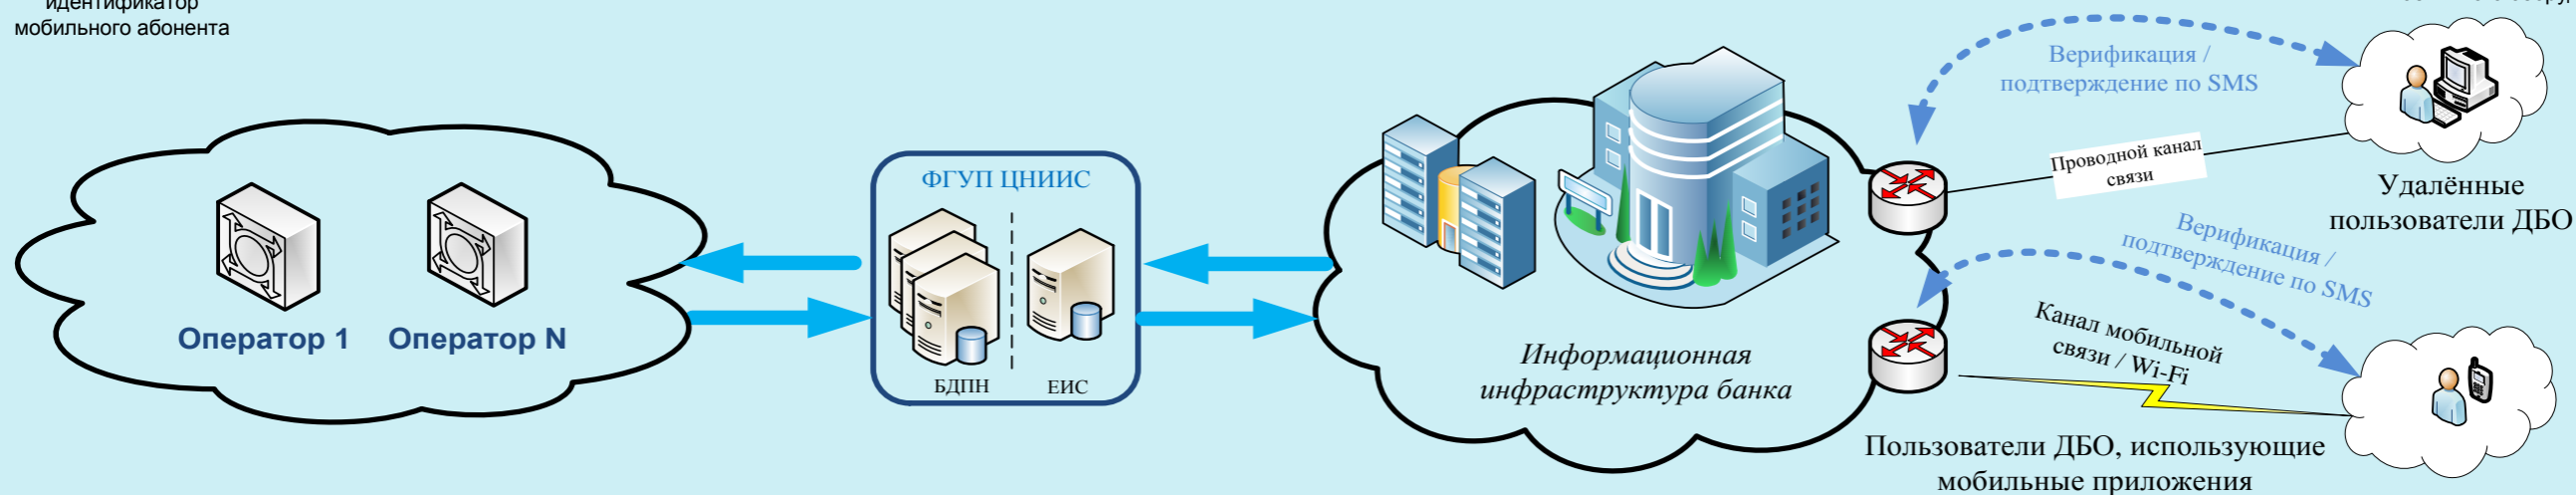 идентификатор
мобильного абонента
Оператор 1
Оператор N
ФГУП ЦНИИС
БДПН
ЕИС
Информационная
инфраструктура банка
Верификация /
подтверждение по SMS
Проводной канал
связи
Удалённые
пользователи ДБО
Верификация /
подтверждение по SMS
Канал мобильной
связи / Wi-Fi
Пользователи ДБО, использующие
мобильные приложения